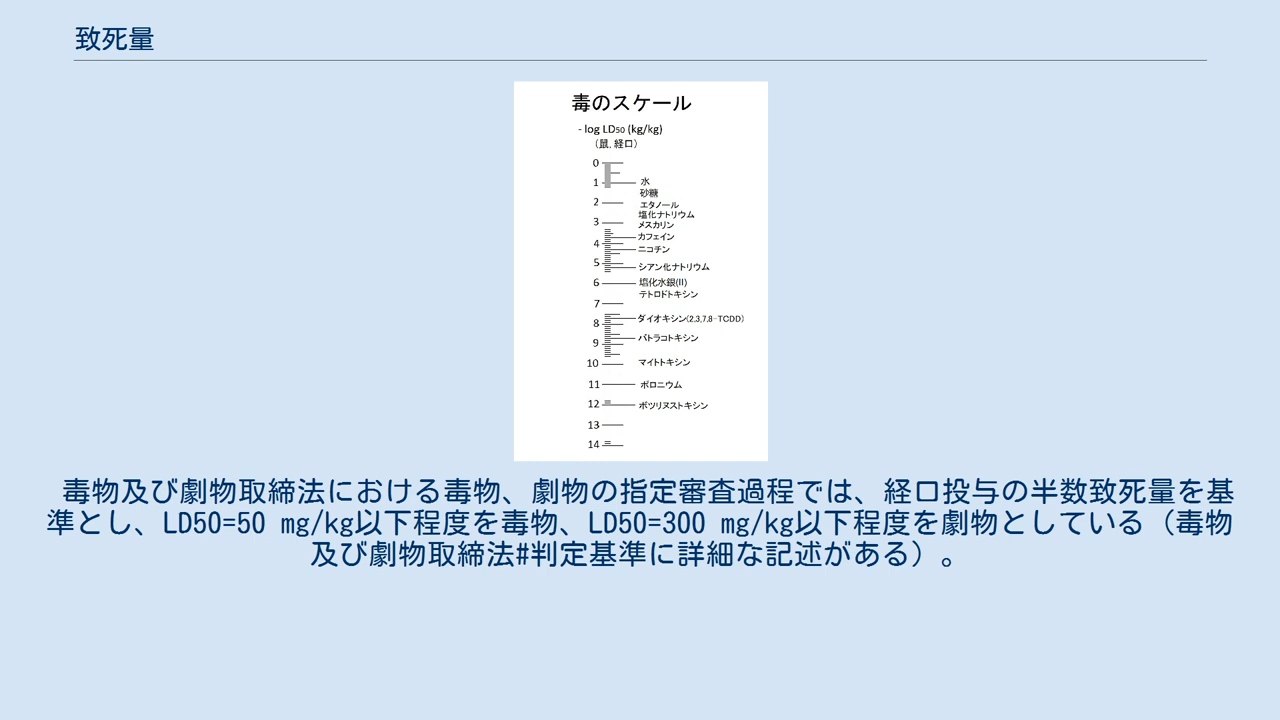 致死量
毒のスケール
- log LD50 (kg/kg)
（鼠, 経口）
0
1 水
砂糖
2 エタノール
塩化ナトリウム
3 メスカリン
カフェイン
4 ニコチン
5 シアン化ナトリウム
6 塩化水銀(II)
テトロドトキシン
7
ダイオキシン(2,3,7,8-TCDD)
8
バトラコトキシン
9
10 マイトトキシン
11 ポロニウム
12 ボツリヌストキシン
13
14
毒物及び劇物取締法における毒物、劇物の指定審査過程では、経口投与の半数致死量を基
準とし、LD50=50 mg/kg以下程度を毒物、LD50=300 mg/kg以下程度を劇物としている（毒物
及び劇物取締法#判定基準に詳細な記述がある）。